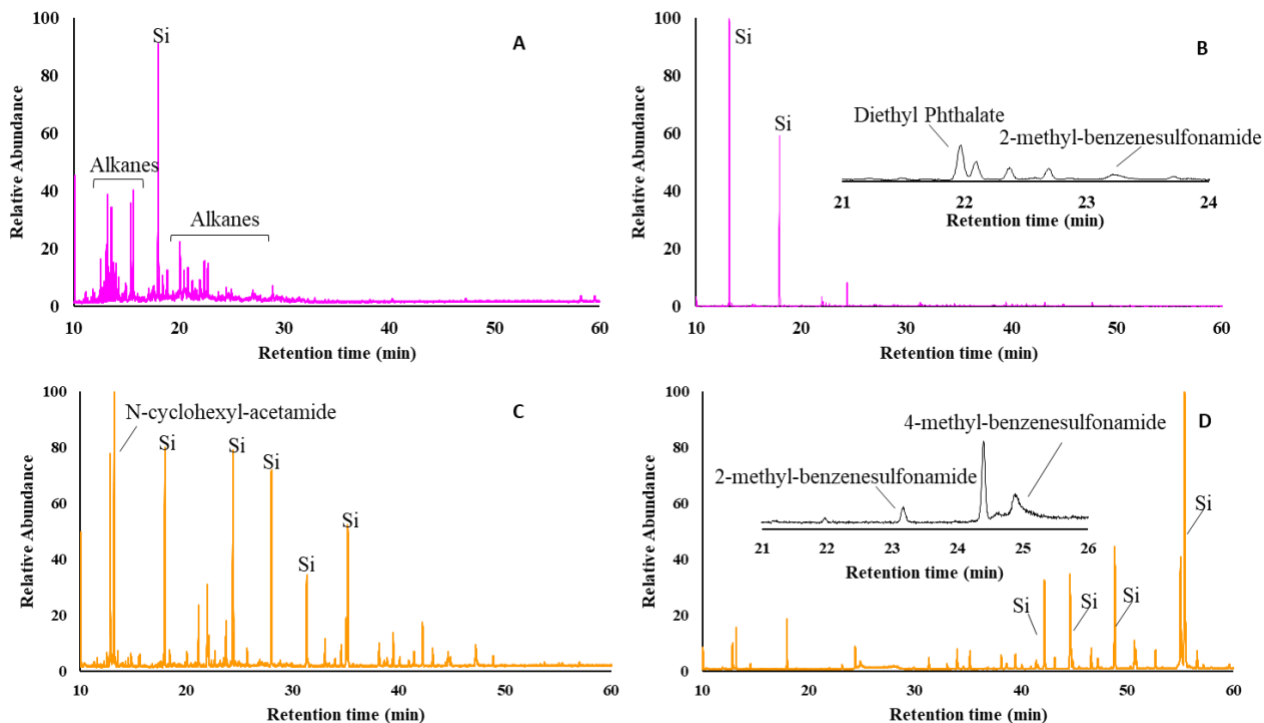 100
80
60
40
20
0
Relative Abundance
A
Si
Alkanes
Alkanes
10 20 30 40 50 60
Retention time (min)
100
80
60
40
20
0
Relative Abundance
B
Si
Si
Diethyl Phthalate
2-methyl-benzenesulfonamide
21 22 23 24
Retention time (min)
10 20 30 40 50 60
Retention time (min)
100
80
60
40
20
0
Relative Abundance
C
N-cyclohexyl-acetamide
Si
Si
Si
Si
Si
10 20 30 40 50 60
Retention time (min)
100
80
60
40
20
0
Relative Abundance
D
4-methyl-benzenesulfonamide
2-methyl-benzenesulfonamide
21 22 23 24 25 26
Retention time (min)
Si
Si
Si
Si
10 20 30 40 50 60
Retention time (min)